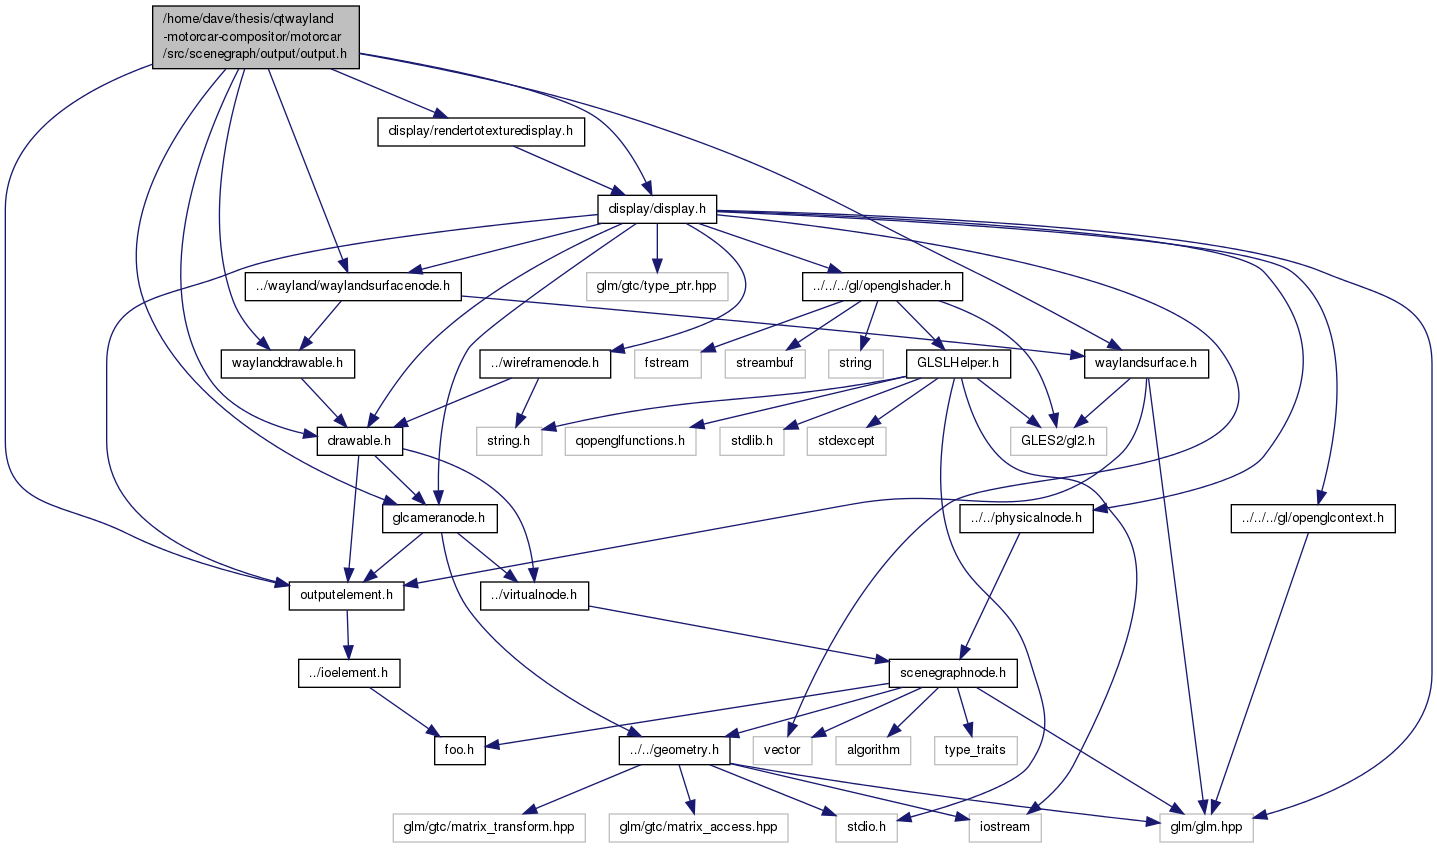 /home/dave/thesis/qtwayland
-motorcar-compositor/motorcar
/src/scenegraph/output/output.h
display/rendertotexturedisplay.h
display/display.h
../wayland/waylandsurfacenode.h
glm/gtc/type_ptr.hpp
../../../gl/openglshader.h
waylanddrawable.h
../wireframenode.h
fstream
streambuf
string
GLSLHelper.h
waylandsurface.h
drawable.h
string.h
qopenglfunctions.h
stdlib.h
stdexcept
GLES2/gl2.h
glcameranode.h
../../physicalnode.h
../../../gl/openglcontext.h
outputelement.h
../virtualnode.h
../ioelement.h
scenegraphnode.h
foo.h
../../geometry.h
vector
algorithm
type_traits
glm/gtc/matrix_transform.hpp
glm/gtc/matrix_access.hpp
stdio.h
iostream
glm/glm.hpp